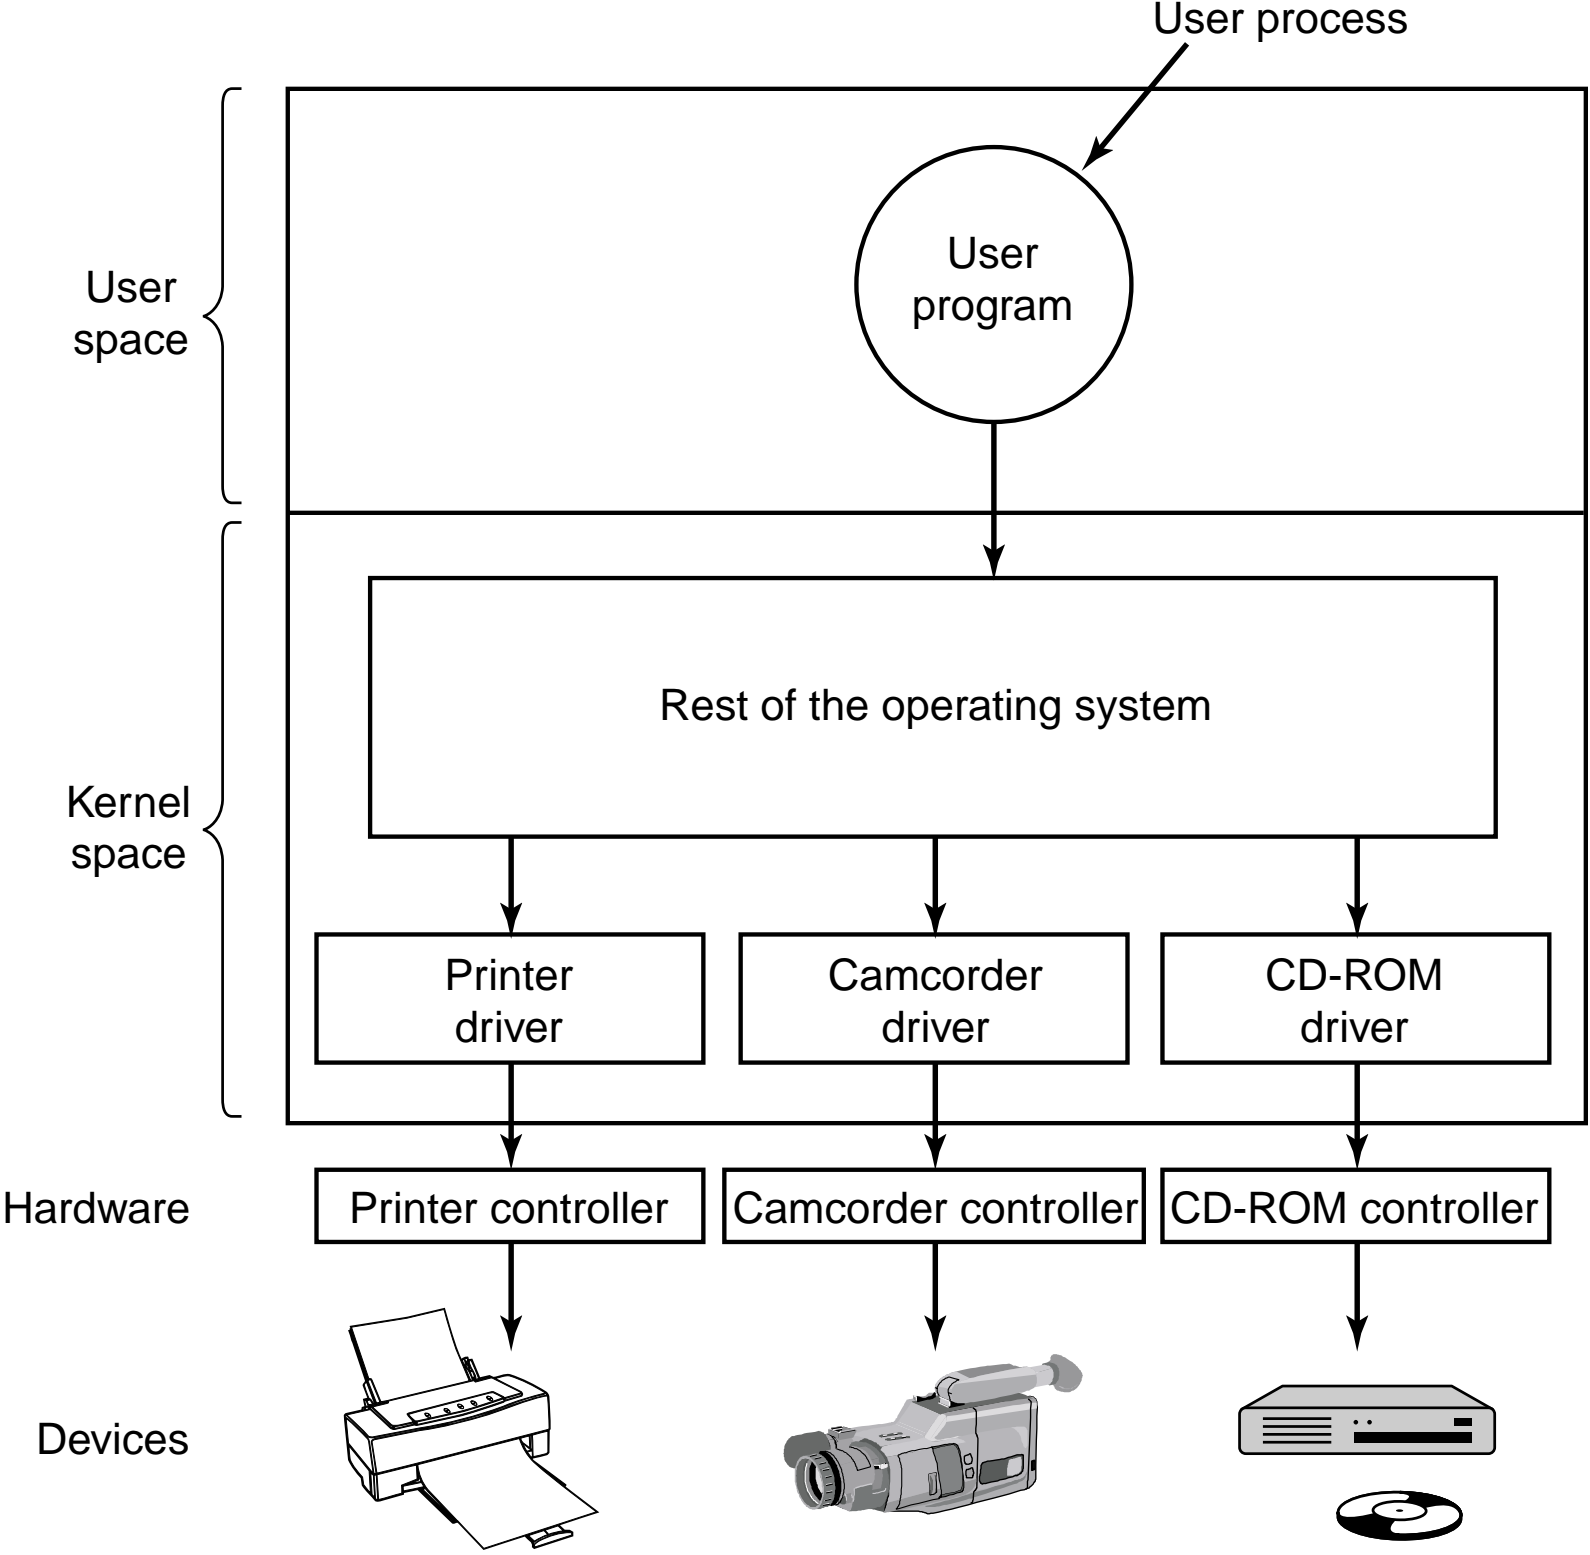 User process
User
program
User
space
Rest of the operating system
Kernel
space
Printer
driver
Camcorder
driver
CD-ROM
driver
Hardware
Printer controller
Camcorder controller
CD-ROM controller
Devices